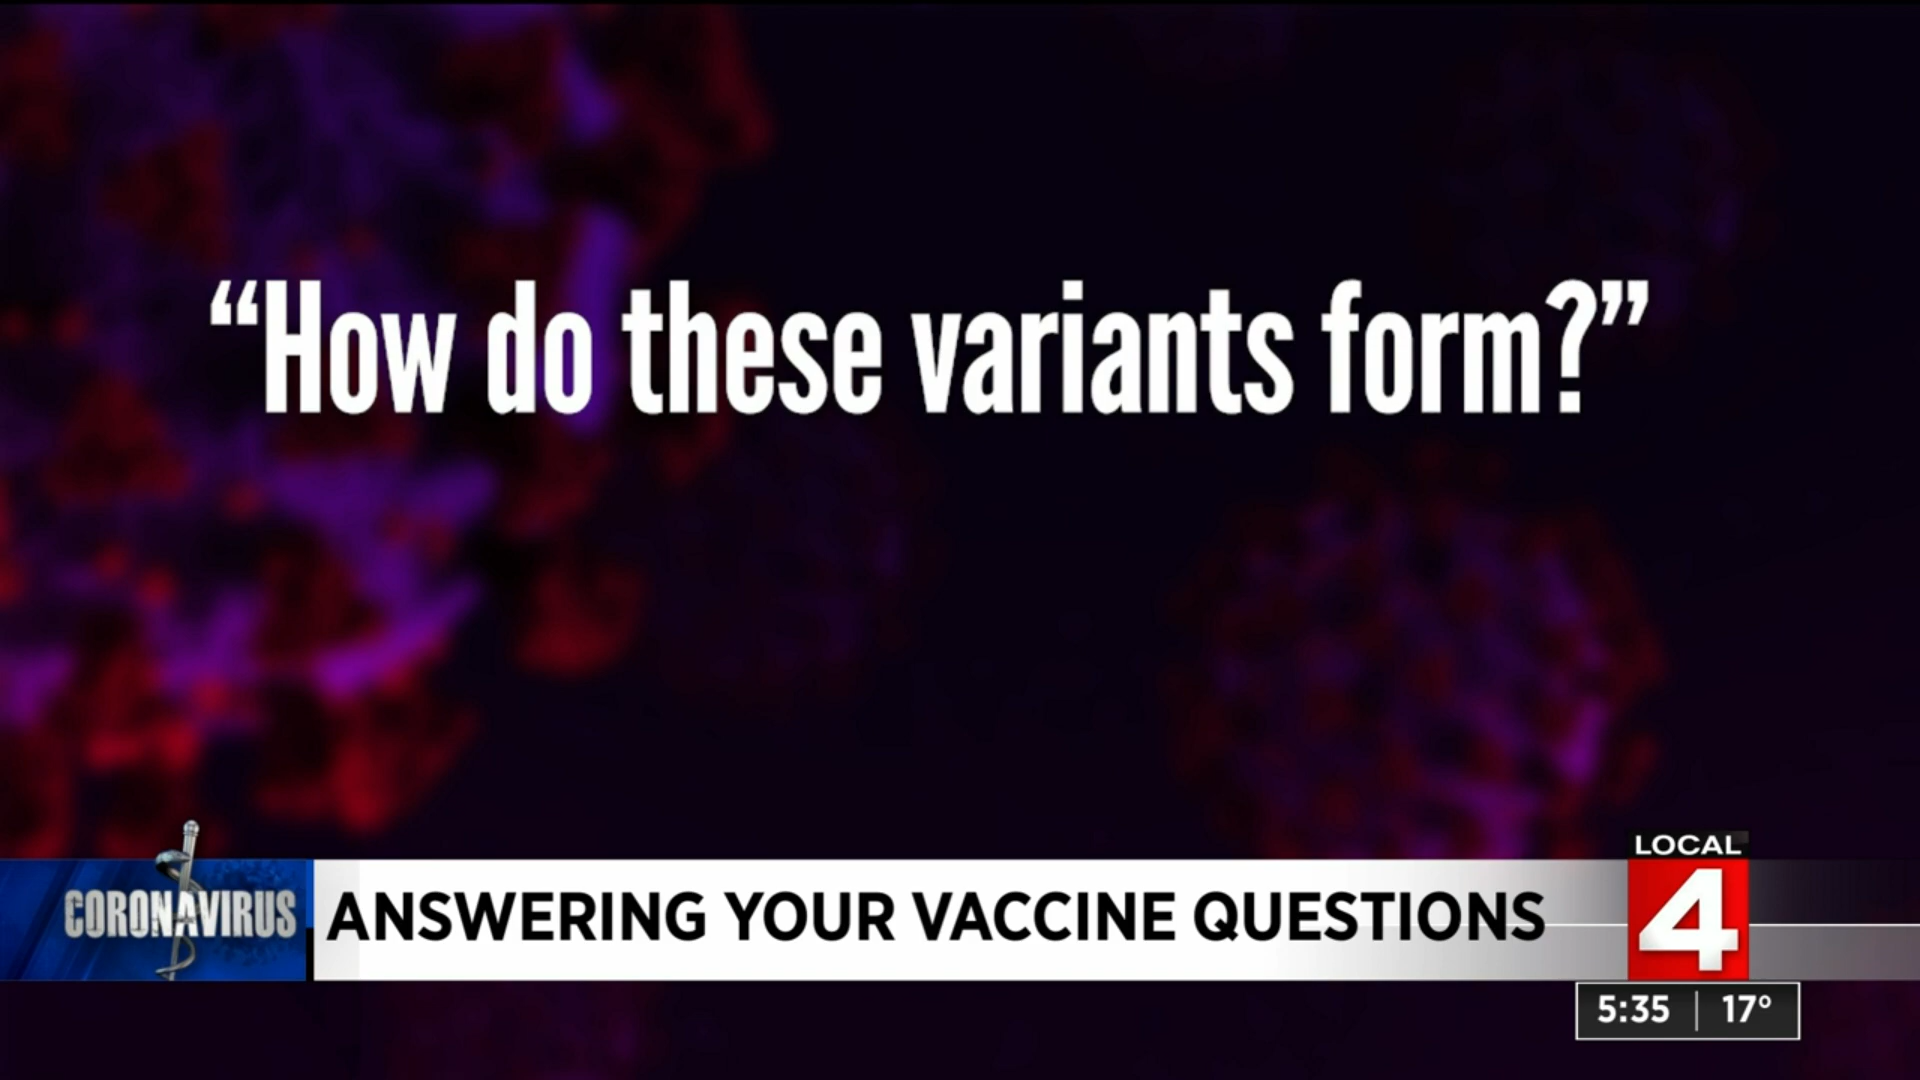 “How do these variants form?”
LOCAL
4
CORONAVIRUS
ANSWERING YOUR VACCINE QUESTIONS
5:35 | 17°